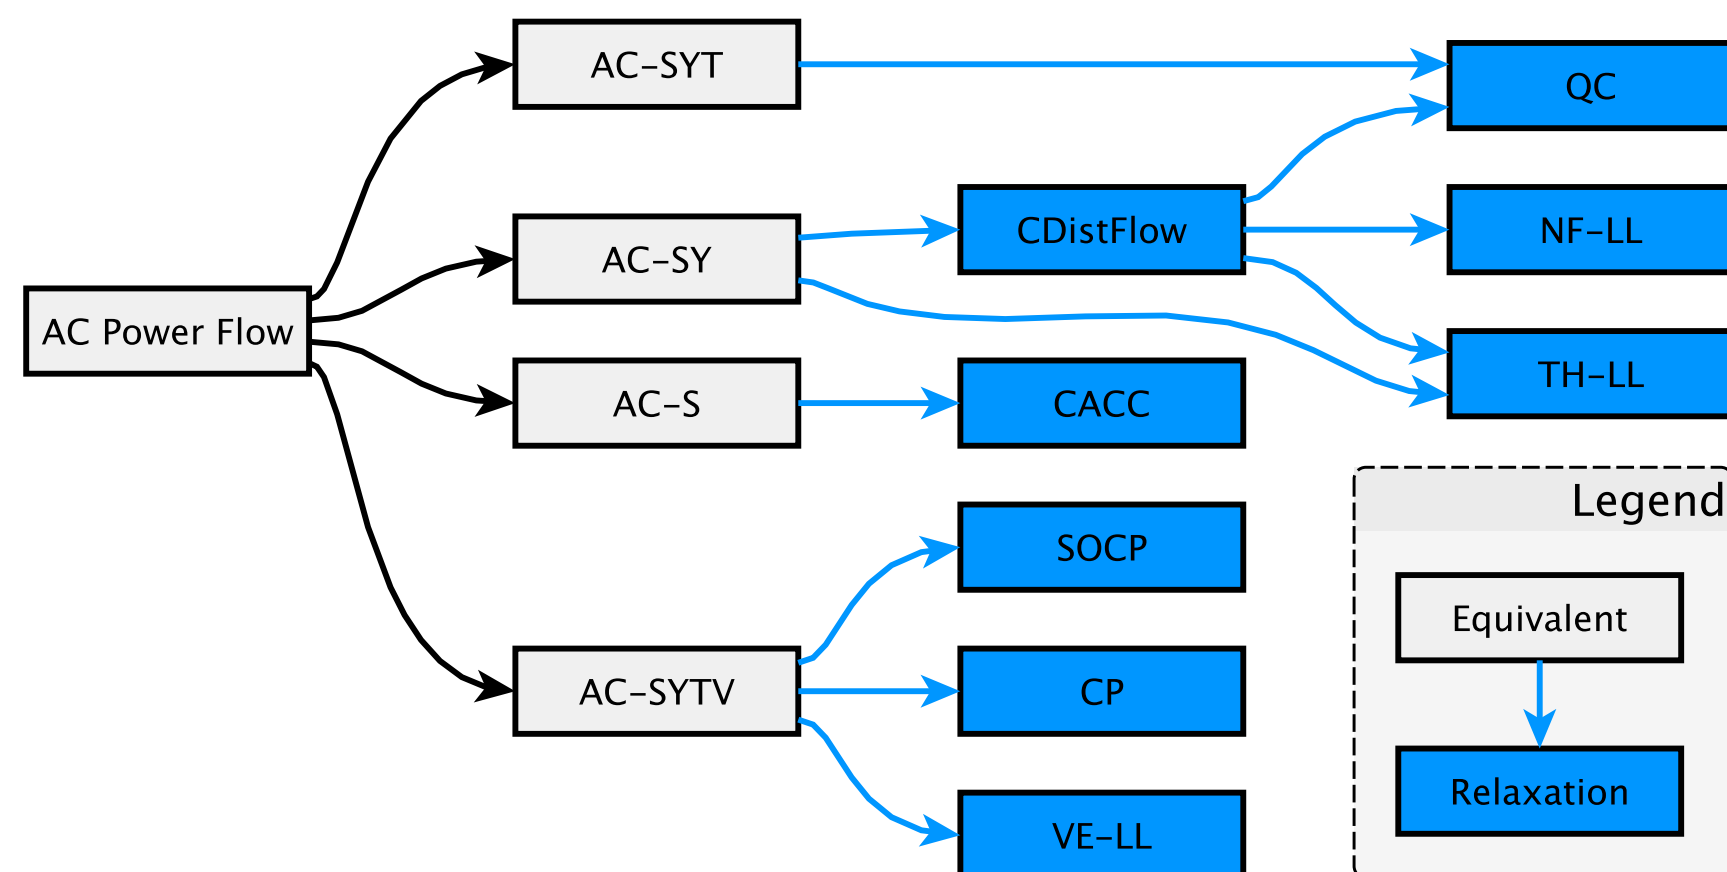 AC-SYT
QC
CDistFlow
NF-LL
AC-SY
AC Power Flow
TH-LL
AC-S
CACC
Legend
SOCP
Equivalent
AC-SYTV
CP
Relaxation
VE-LL